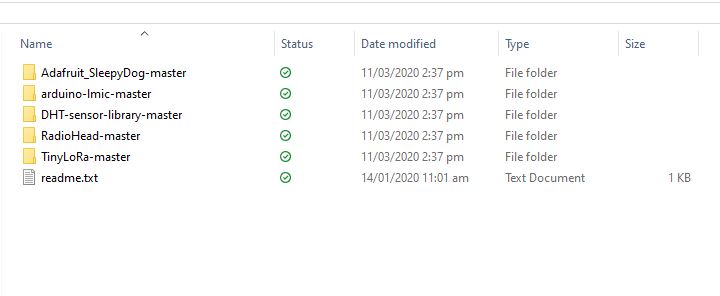 Name Status Date modified Type Size
Adafruit_SleepyDog-master 11/03/2020 2:37 pm File folder
arduino-lmic-master 11/03/2020 2:37 pm File folder
DHT-sensor-library-master 11/03/2020 2:37 pm File folder
RadioHead-master 11/03/2020 2:37 pm File folder
TinyLoRa-master 11/03/2020 2:37 pm File folder
readme.txt 14/01/2020 11:01 am Text Document 1 KB